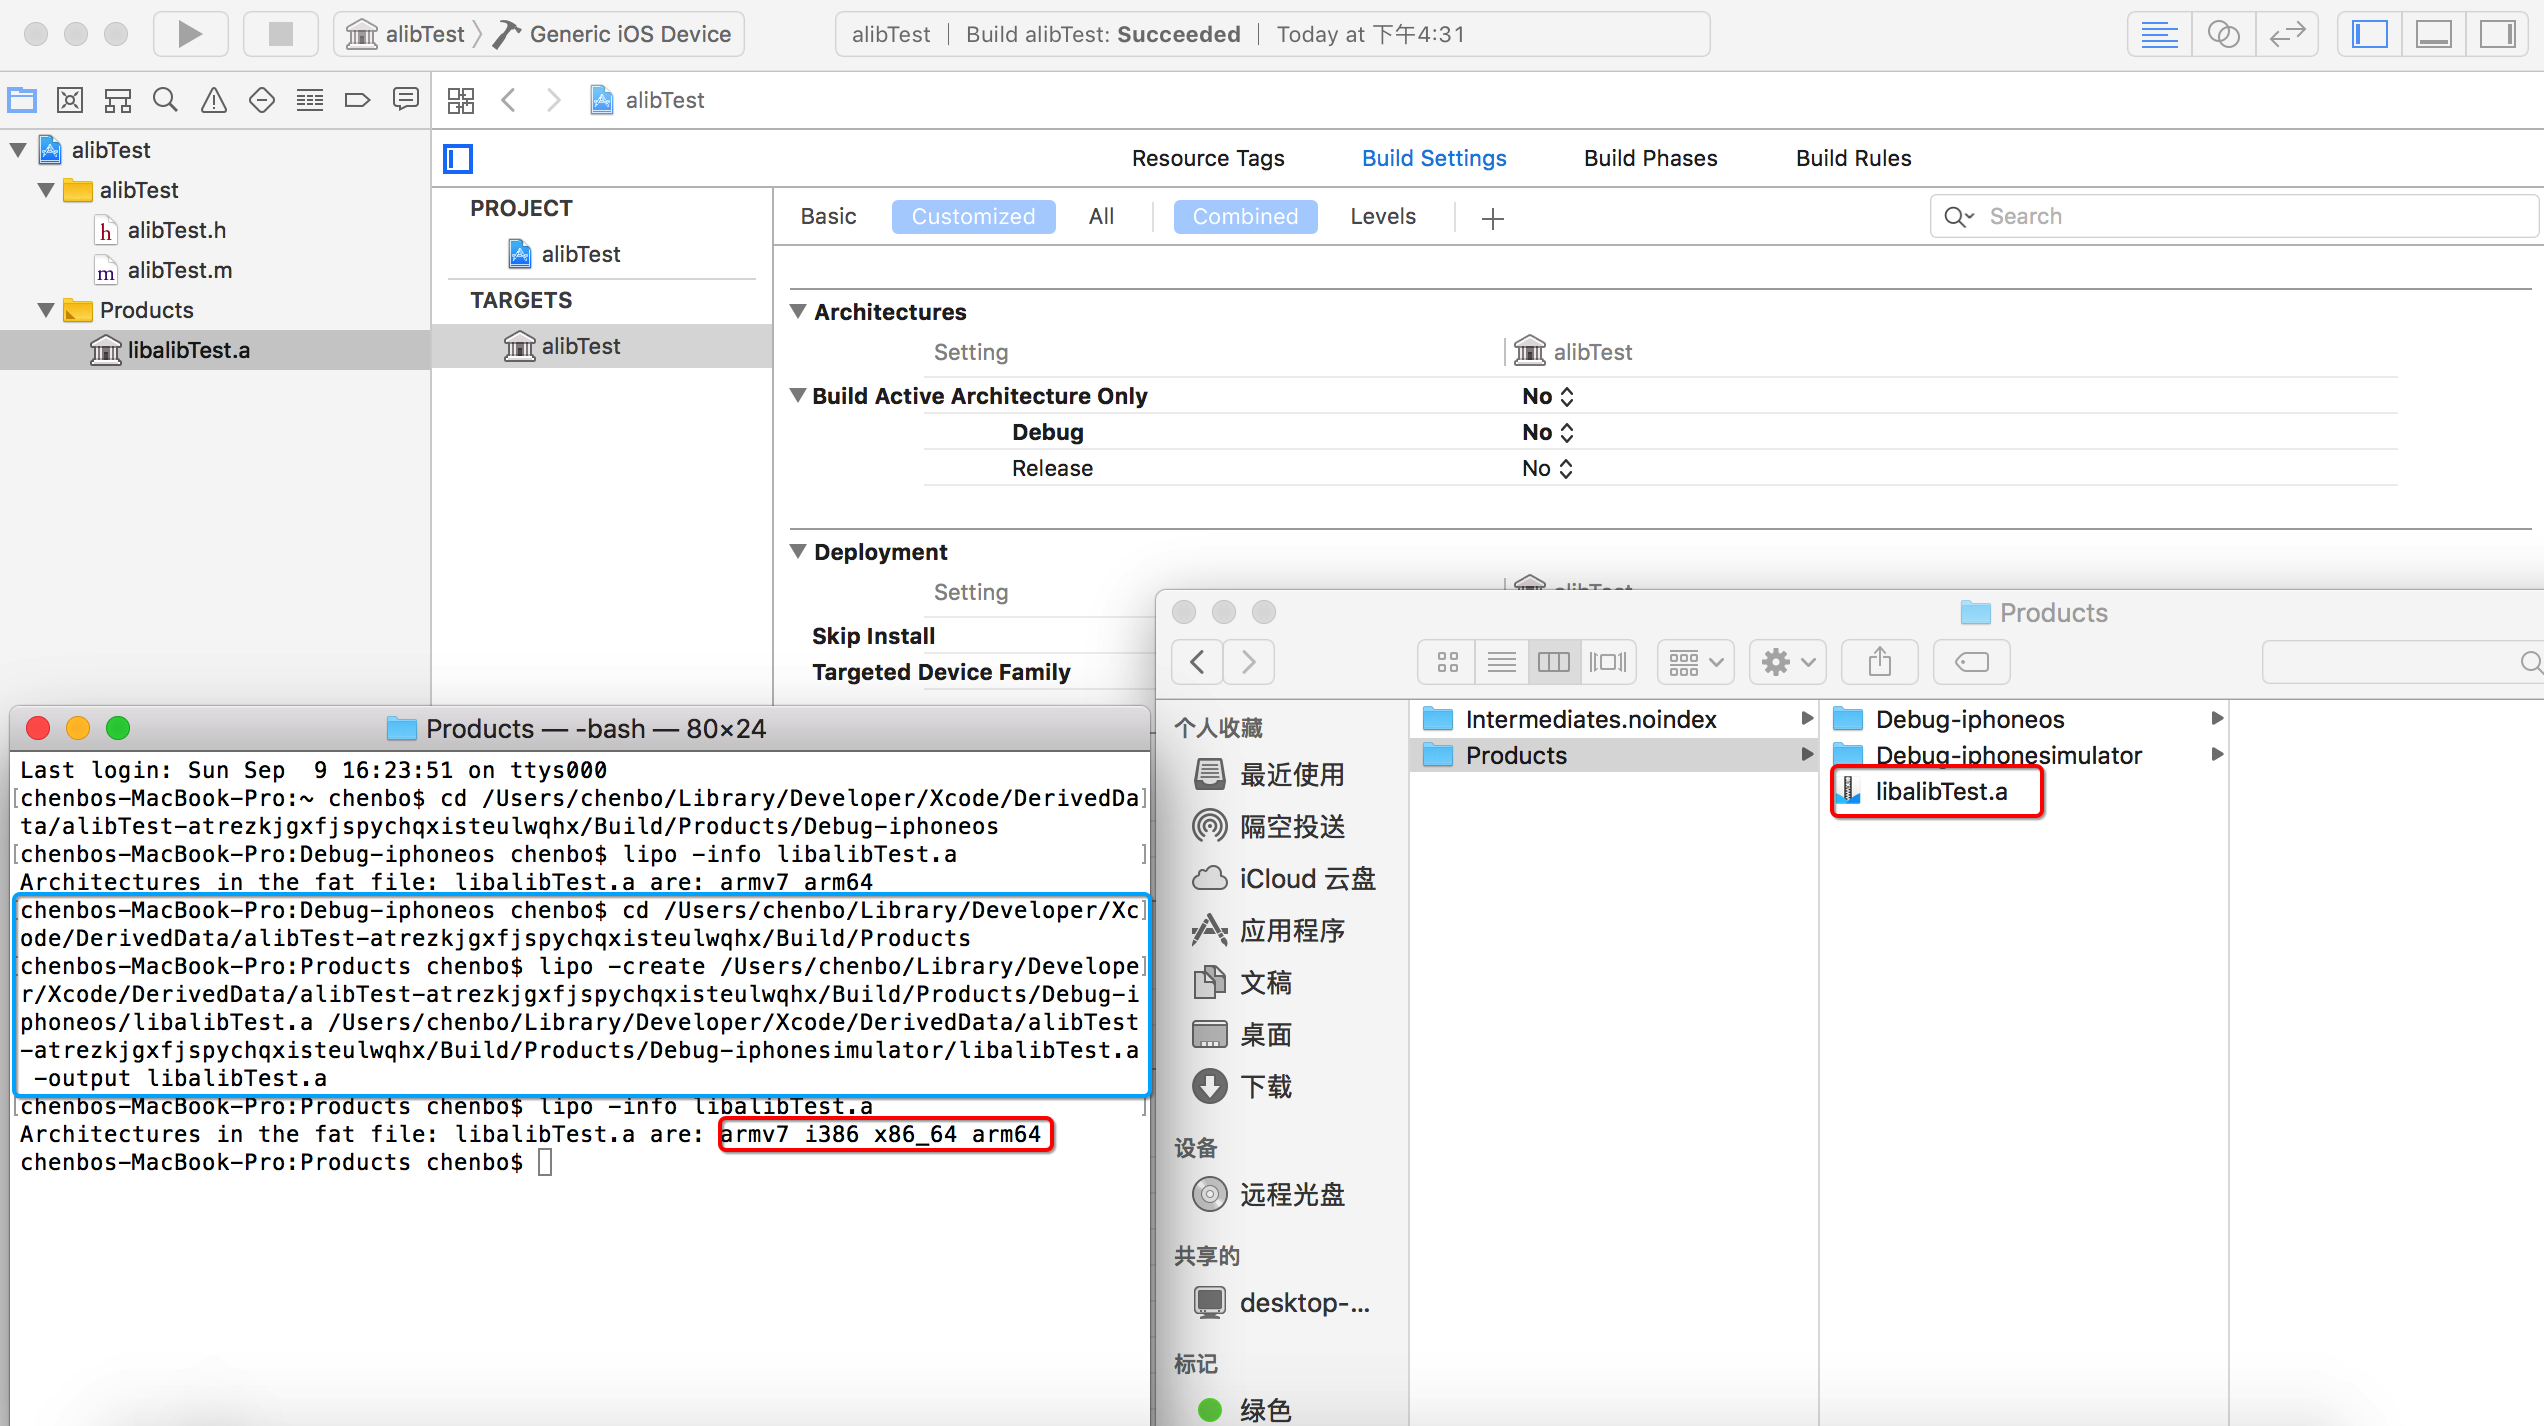 alibTest Generic iOS Device
alibTest | Build alibTest: Succeeded | Today at 下午4:31
alibTest
alibTest
alibTest
h alibTest.h
m alibTest.m
Products
libalibTest.a
Resource Tags Build Settings Build Phases Build Rules
PROJECT
alibTest
TARGETS
alibTest
Basic Customized All Combined Levels + Search
Architectures
Setting alibTest
Build Active Architecture Only No
Debug No
Release No
Deployment
Setting alibTest
Skip Install
Targeted Device Family
Products — -bash — 80×24
Last login: Sun Sep  9 16:23:51 on ttys000
[chenbos-MacBook-Pro:~ chenbo$ cd /Users/chenbo/Library/Developer/Xcode/DerivedDa]
ta/alibTest-atrezkjgxfjspychqxisteulwqhx/Build/Products/Debug-iphoneos
[chenbos-MacBook-Pro:Debug-iphoneos chenbo$ lipo -info libalibTest.a ]
Architectures in the fat file: libalibTest.a are: armv7 arm64
chenbos-MacBook-Pro:Debug-iphoneos chenbo$ cd /Users/chenbo/Library/Developer/Xc]
ode/DerivedData/alibTest-atrezkjgxfjspychqxisteulwqhx/Build/Products
chenbos-MacBook-Pro:Products chenbo$ lipo -create /Users/chenbo/Library/Develope]
r/Xcode/DerivedData/alibTest-atrezkjgxfjspychqxisteulwqhx/Build/Products/Debug-i
phoneos/libalibTest.a /Users/chenbo/Library/Developer/Xcode/DerivedData/alibTest
-atrezkjgxfjspychqxisteulwqhx/Build/Products/Debug-iphonesimulator/libalibTest.a
 -output libalibTest.a
[chenbos-MacBook-Pro:Products chenbo$ lipo -info libalibTest.a ]
Architectures in the fat file: libalibTest.a are: armv7 i386 x86_64 arm64
chenbos-MacBook-Pro:Products chenbo$
Products
个人收藏
最近使用
隔空投送
iCloud 云盘
应用程序
文稿
桌面
下载
设备
远程光盘
共享的
desktop-...
标记
绿色
Intermediates.noindex
Products
Debug-iphoneos
Debug-iphonesimulator
libalibTest.a